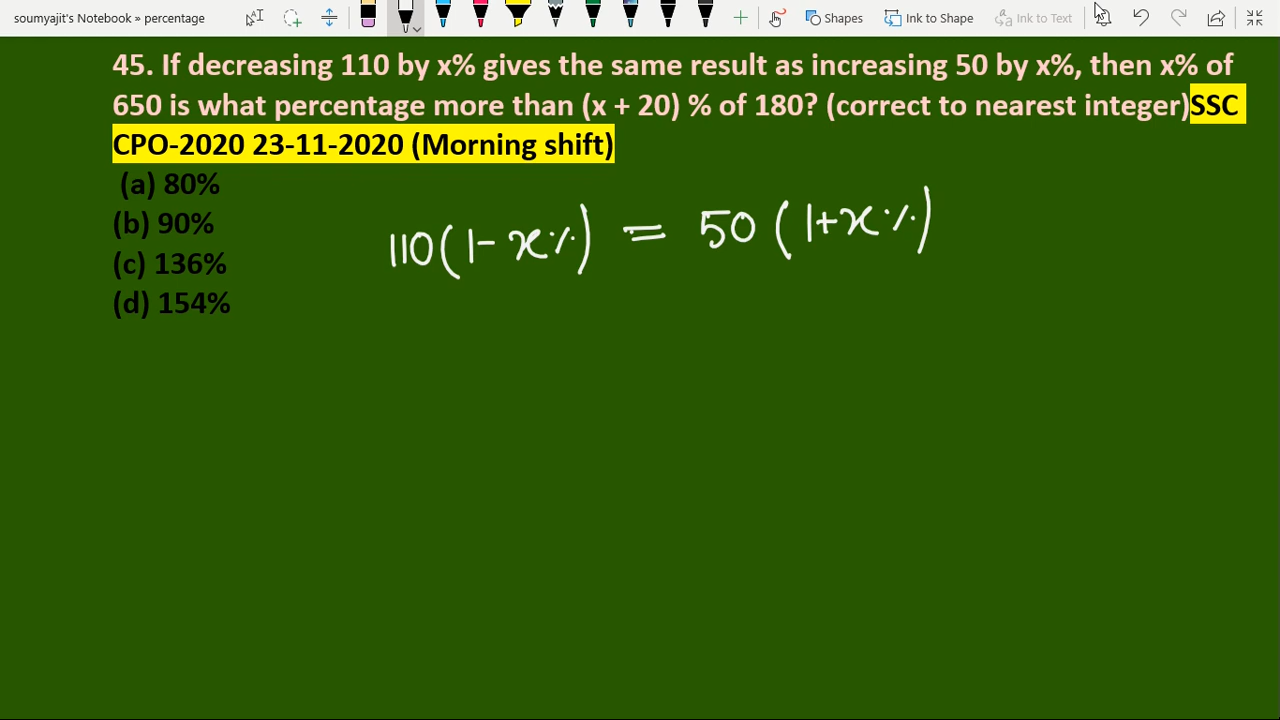 soumyajit's Notebook » percentage
Shapes
Ink to Shape
Ink to Text
45. If decreasing 110 by x% gives the same result as increasing 50 by x%, then x% of
650 is what percentage more than (x + 20) % of 180? (correct to nearest integer)SSC
CPO-2020 23-11-2020 (Morning shift)
(a) 80%
(b) 90%
(c) 136%
(d) 154%
110(1- x%) = 50 (1+x%)